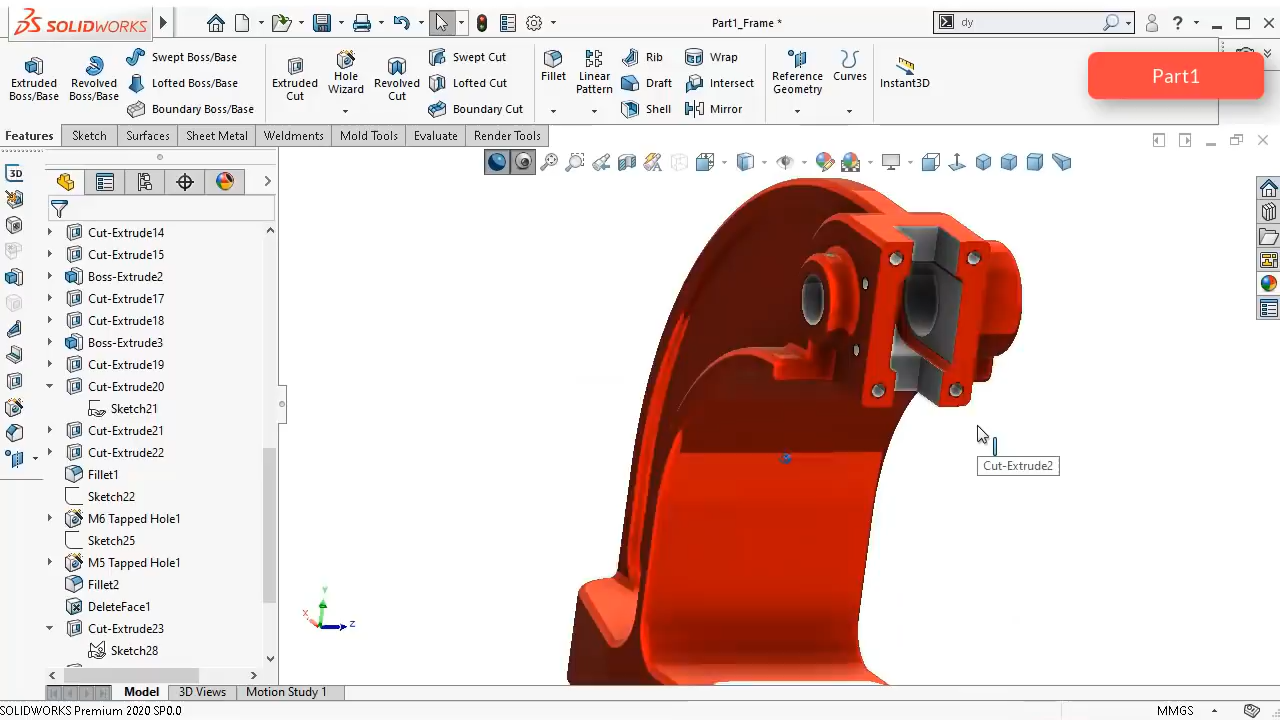 SOLIDWORKS
Part1_Frame *
dy
Part1
Extruded Boss/Base
Revolved Boss/Base
Swept Boss/Base
Lofted Boss/Base
Boundary Boss/Base
Extruded Cut
Hole Wizard
Revolved Cut
Swept Cut
Lofted Cut
Boundary Cut
Fillet
Linear Pattern
Rib
Draft
Shell
Wrap
Intersect
Mirror
Reference Geometry
Curves
Instant3D
Features Sketch Surfaces Sheet Metal Weldments Mold Tools Evaluate Render Tools
3D
Cut-Extrude14
Cut-Extrude15
Boss-Extrude2
Cut-Extrude17
Cut-Extrude18
Boss-Extrude3
Cut-Extrude19
Cut-Extrude20
Sketch21
Cut-Extrude21
Cut-Extrude22
Fillet1
Sketch22
M6 Tapped Hole1
Sketch25
M5 Tapped Hole1
Fillet2
DeleteFace1
Cut-Extrude23
Sketch28
Cut-Extrude2
Y
X
Z
Model 3D Views Motion Study 1
SOLIDWORKS Premium 2020 SP0.0
MMGS